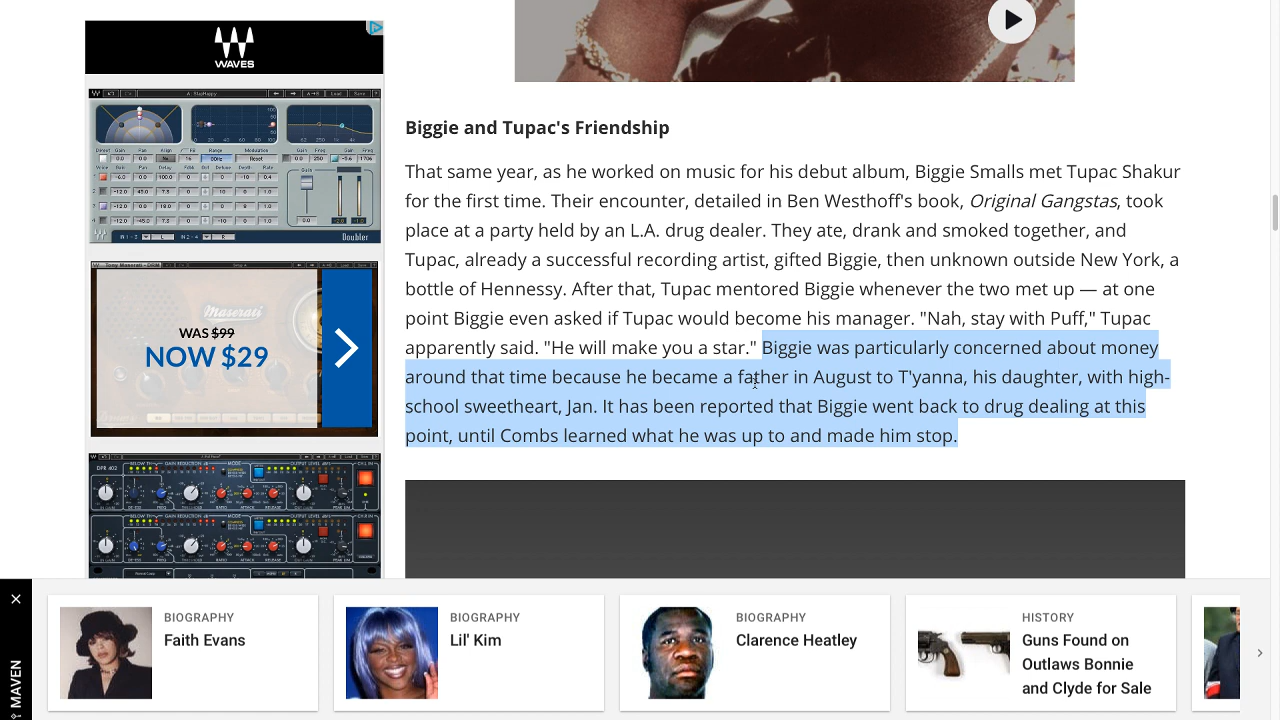 WAVES
WAS $99
NOW $29
Doubler
Biggie and Tupac's Friendship
That same year, as he worked on music for his debut album, Biggie Smalls met Tupac Shakur
for the first time. Their encounter, detailed in Ben Westhoff's book, Original Gangstas, took
place at a party held by an L.A. drug dealer. They ate, drank and smoked together, and
Tupac, already a successful recording artist, gifted Biggie, then unknown outside New York, a
bottle of Hennessy. After that, Tupac mentored Biggie whenever the two met up — at one
point Biggie even asked if Tupac would become his manager. "Nah, stay with Puff," Tupac
apparently said. "He will make you a star." Biggie was particularly concerned about money
around that time because he became a father in August to T'yanna, his daughter, with high-
school sweetheart, Jan. It has been reported that Biggie went back to drug dealing at this
point, until Combs learned what he was up to and made him stop.
MAVEN
BIOGRAPHY
Faith Evans
BIOGRAPHY
Lil' Kim
BIOGRAPHY
Clarence Heatley
HISTORY
Guns Found on
Outlaws Bonnie
and Clyde for Sale